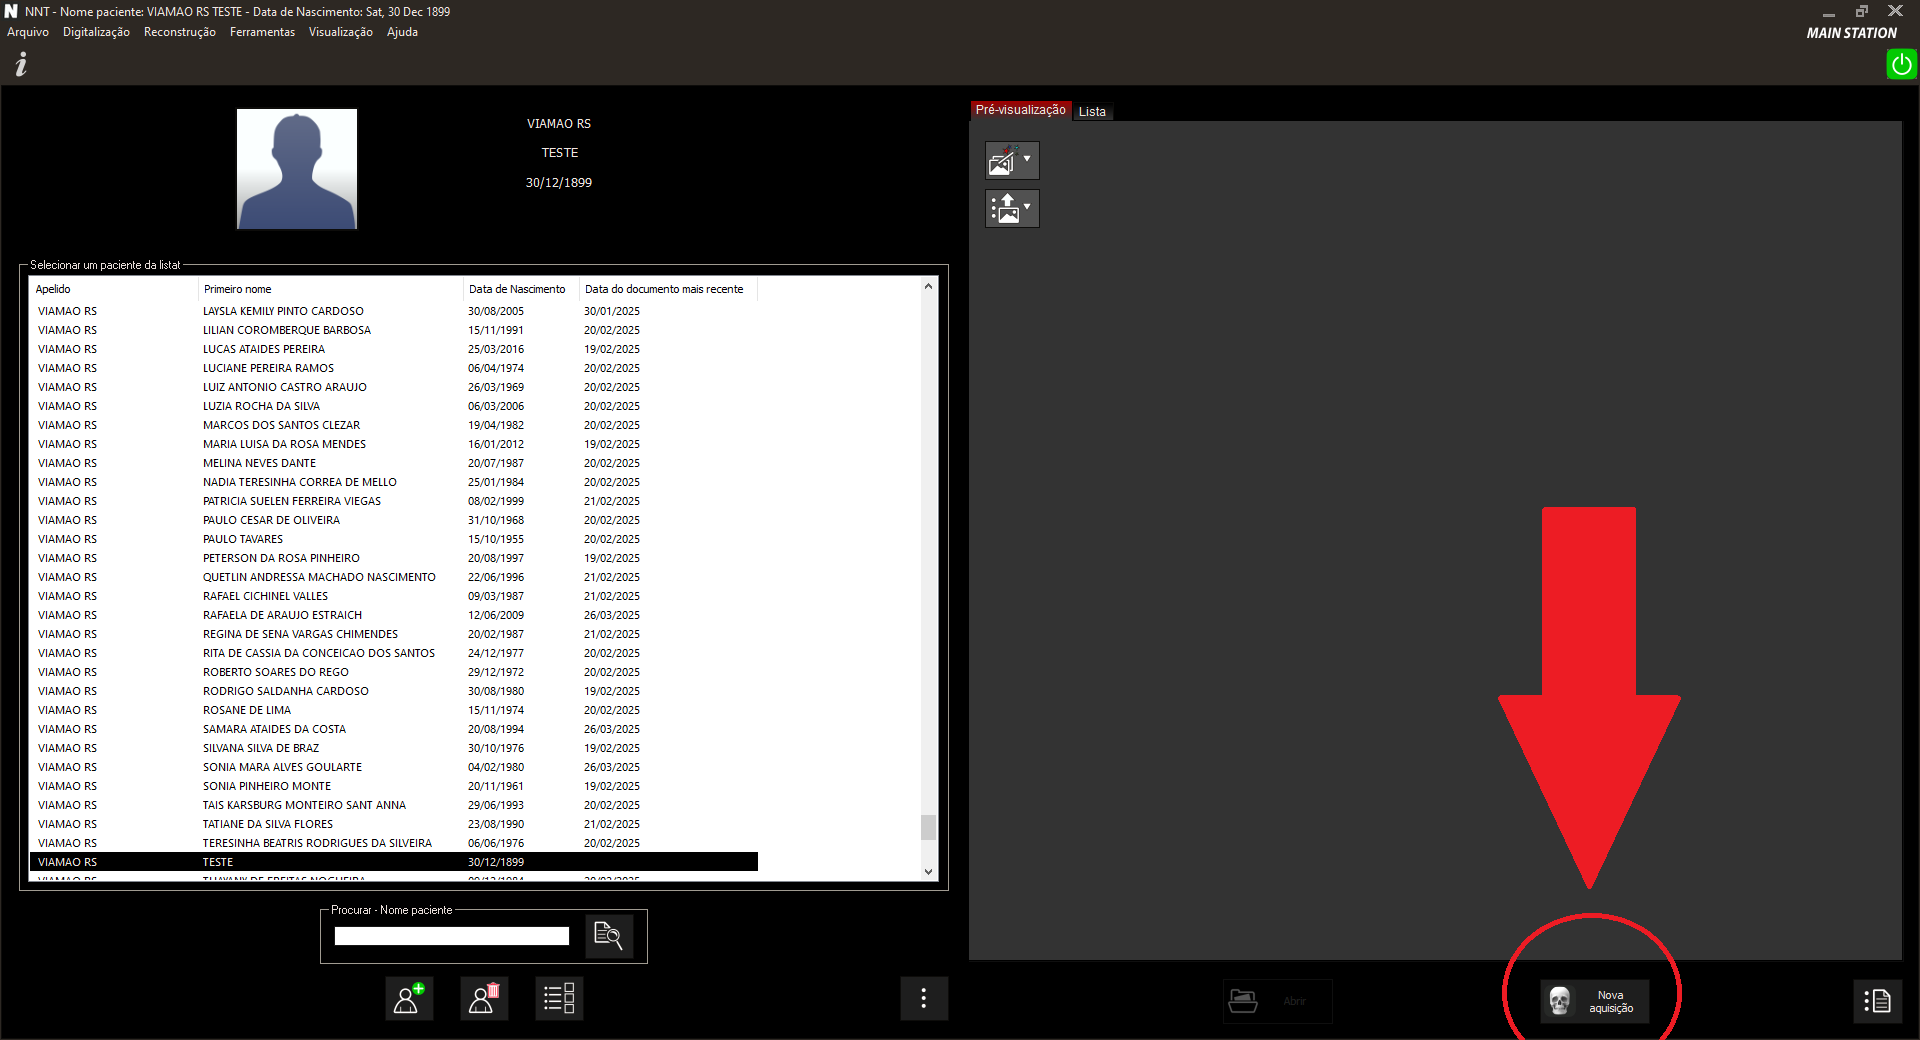 NNT - Nome paciente: VIAMAO RS TESTE - Data de Nascimento: Sat, 30 Dec 1899
Arquivo Digitalização Reconstrução Ferramentas Visualização Ajuda
MAIN STATION
VIAMAO RS
TESTE
30/12/1899
Pré-visualização Lista
Selecionar um paciente da listat
Apelido Primeiro nome Data de Nascimento Data do documento mais recente
VIAMAO RS LAYSLA KEMILY PINTO CARDOSO 30/08/2005 30/01/2025
VIAMAO RS LILIAN COROMBERQUE BARBOSA 15/11/1991 20/02/2025
VIAMAO RS LUCAS ATAIDES PEREIRA 25/03/2016 19/02/2025
VIAMAO RS LUCIANE PEREIRA RAMOS 06/04/1974 20/02/2025
VIAMAO RS LUIZ ANTONIO CASTRO ARAUJO 26/03/1969 20/02/2025
VIAMAO RS LUZIA ROCHA DA SILVA 06/03/2006 20/02/2025
VIAMAO RS MARCOS DOS SANTOS CLEZAR 19/04/1982 20/02/2025
VIAMAO RS MARIA LUISA DA ROSA MENDES 16/01/2012 19/02/2025
VIAMAO RS MELINA NEVES DANTE 20/07/1987 20/02/2025
VIAMAO RS NADIA TERESINHA CORREA DE MELLO 25/01/1984 20/02/2025
VIAMAO RS PATRICIA SUELEN FERREIRA VIEGAS 08/02/1999 21/02/2025
VIAMAO RS PAULO CESAR DE OLIVEIRA 31/10/1968 20/02/2025
VIAMAO RS PAULO TAVARES 15/10/1955 20/02/2025
VIAMAO RS PETERSON DA ROSA PINHEIRO 20/08/1997 19/02/2025
VIAMAO RS QUETLIN ANDRESSA MACHADO NASCIMENTO 22/06/1996 21/02/2025
VIAMAO RS RAFAEL CICHINEL VALLES 09/03/1987 21/02/2025
VIAMAO RS RAFAELA DE ARAUJO ESTRAICH 12/06/2009 26/03/2025
VIAMAO RS REGINA DE SENA VARGAS CHIMENDES 20/02/1987 21/02/2025
VIAMAO RS RITA DE CASSIA DA CONCEICAO DOS SANTOS 24/12/1977 20/02/2025
VIAMAO RS ROBERTO SOARES DO REGO 29/12/1972 20/02/2025
VIAMAO RS RODRIGO SALDANHA CARDOSO 30/08/1980 19/02/2025
VIAMAO RS ROSANE DE LIMA 15/11/1974 20/02/2025
VIAMAO RS SAMARA ATAIDES DA COSTA 20/08/1994 26/03/2025
VIAMAO RS SILVANA SILVA DE BRAZ 30/10/1976 19/02/2025
VIAMAO RS SONIA MARA ALVES GOULARTE 04/02/1980 26/03/2025
VIAMAO RS SONIA PINHEIRO MONTE 20/11/1961 19/02/2025
VIAMAO RS TAIS KARSBURG MONTEIRO SANT ANNA 29/06/1993 20/02/2025
VIAMAO RS TATIANE DA SILVA FLORES 23/08/1990 21/02/2025
VIAMAO RS TERESINHA BEATRIS RODRIGUES DA SILVEIRA 06/06/1976 20/02/2025
VIAMAO RS TESTE 30/12/1899
Procurar - Nome paciente
Abrir
Nova
aquisição